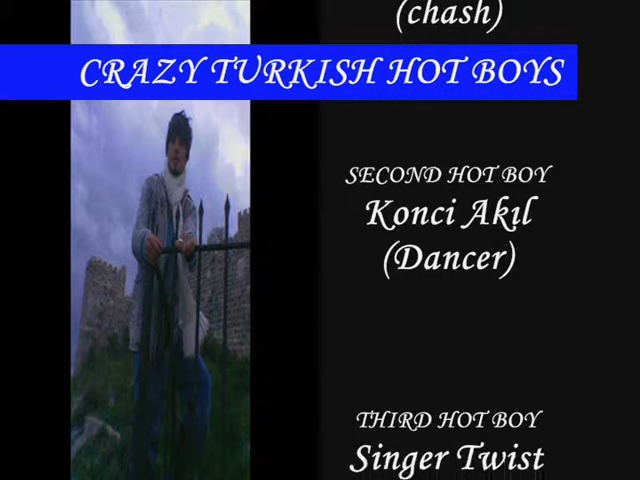 (chash)
CRAZY TURKISH HOT BOYS
SECOND HOT BOY
Konci Akıl
(Dancer)
THIRD HOT BOY
Singer Twist